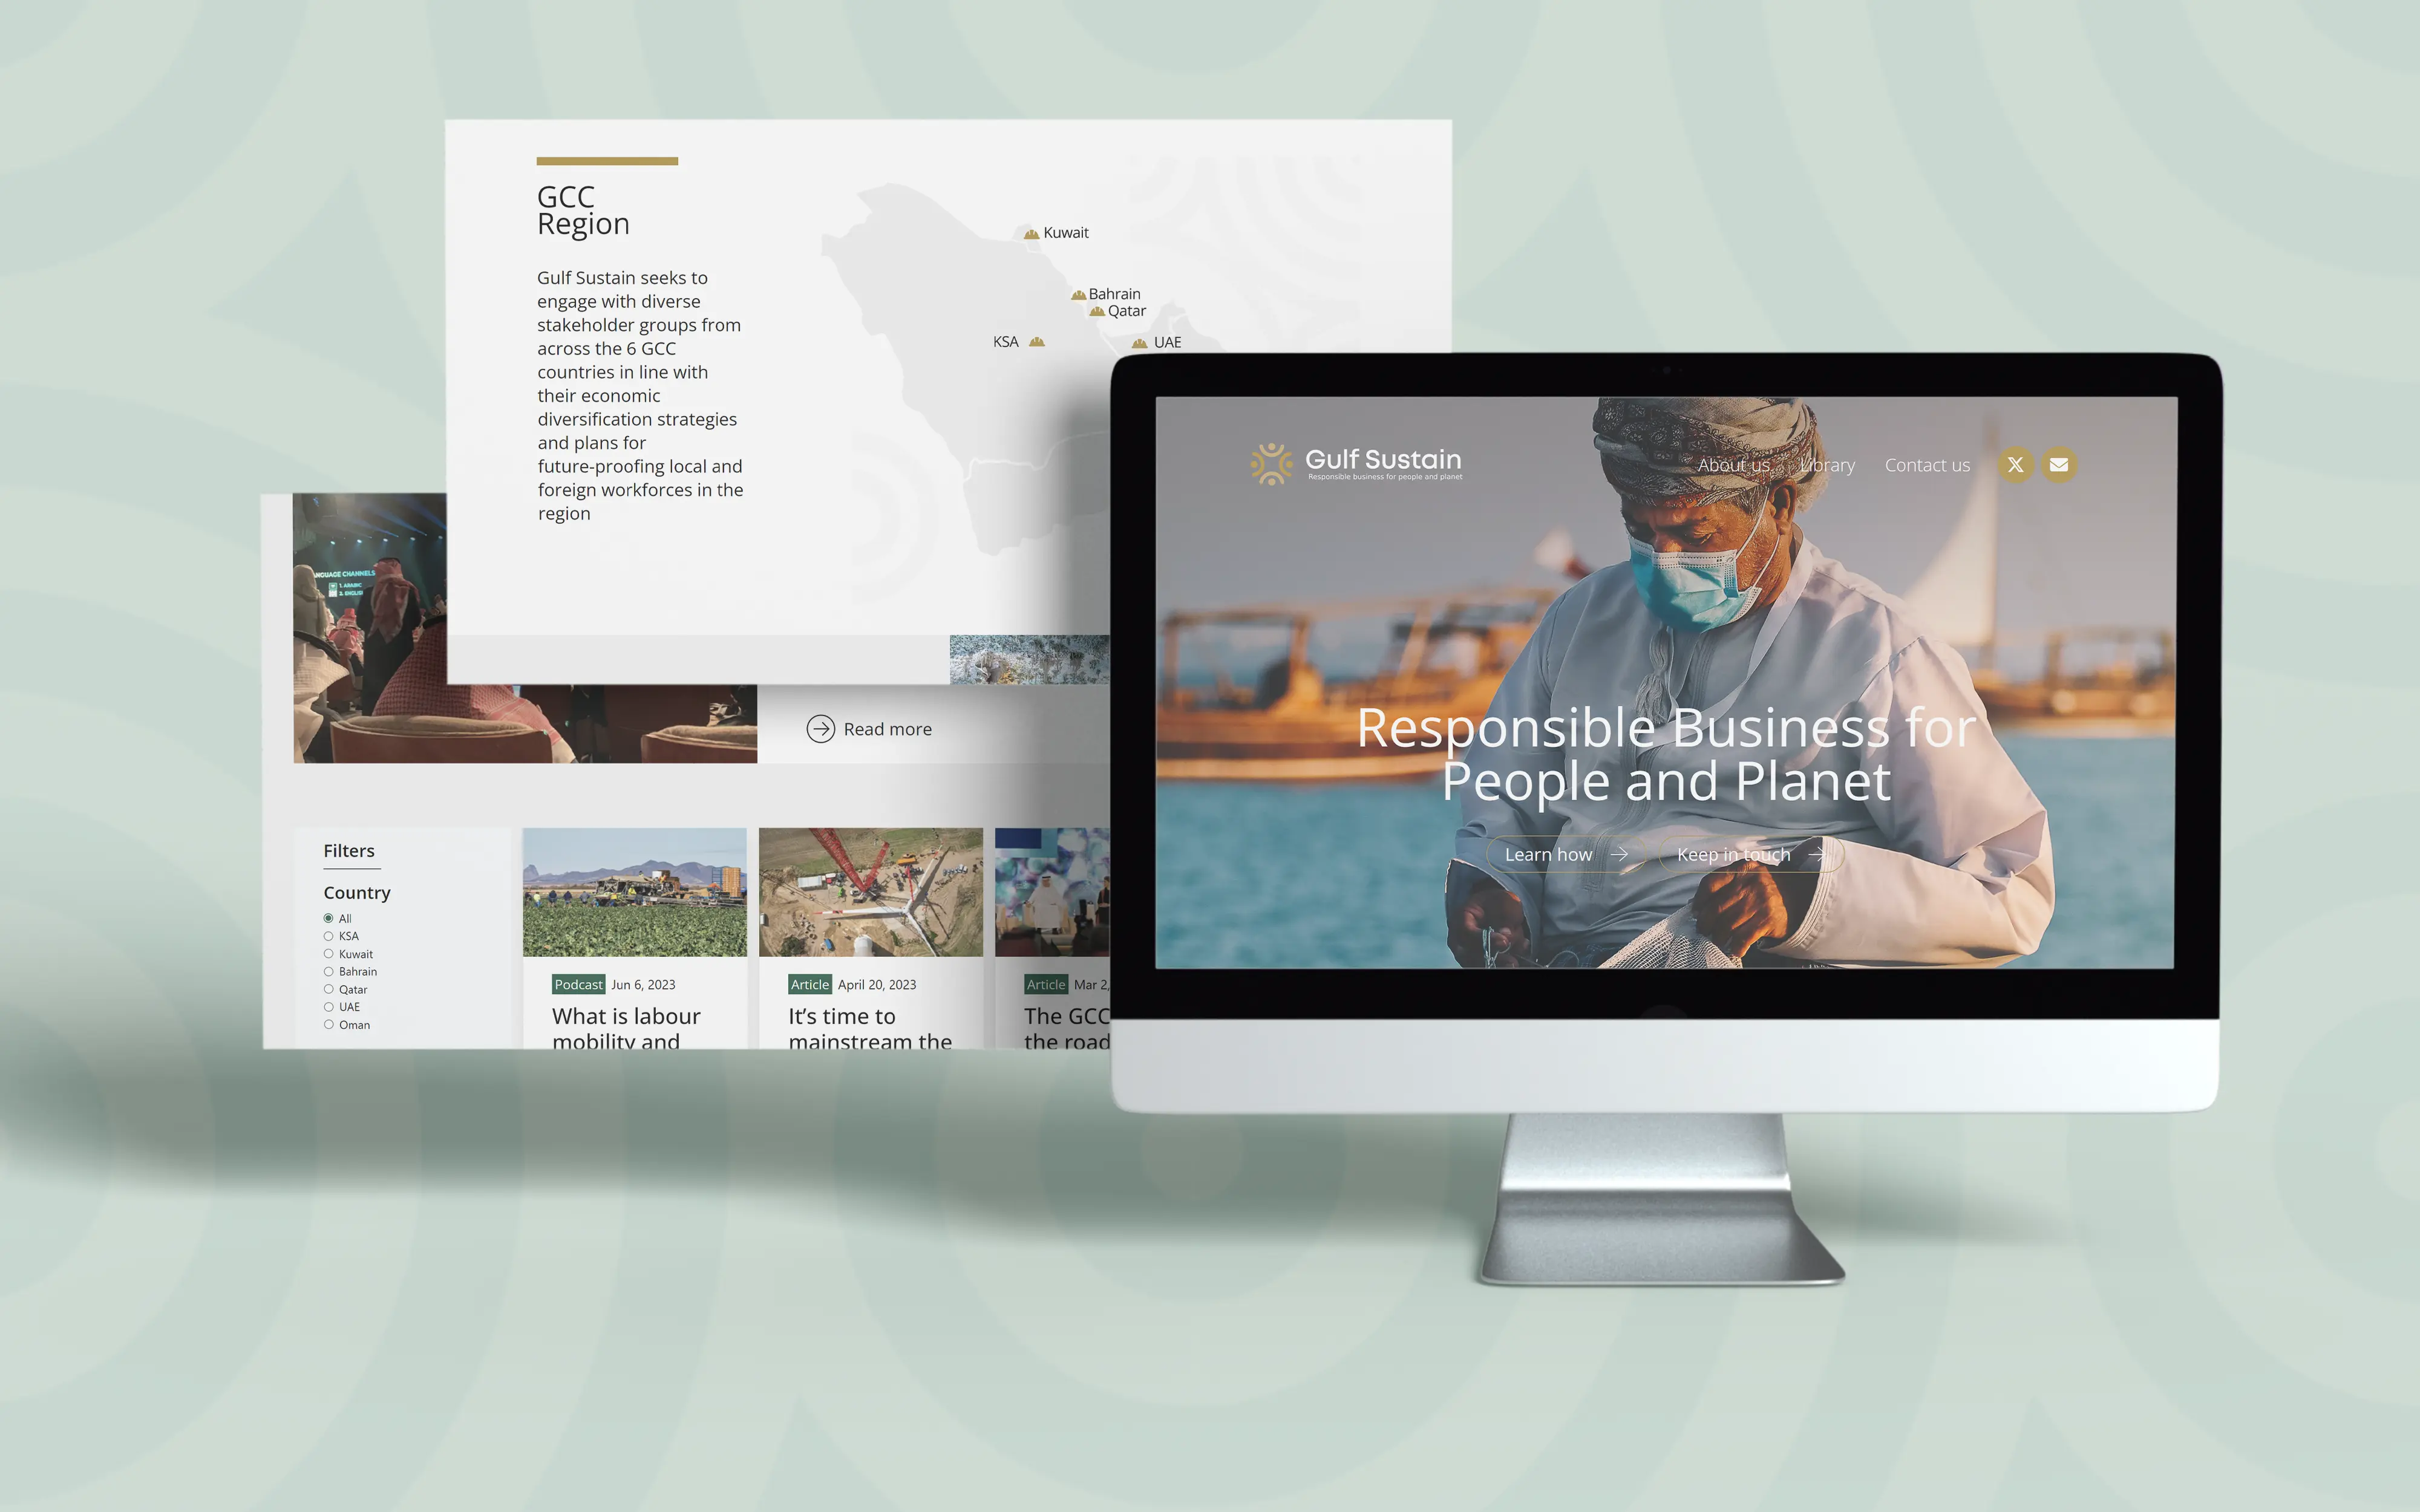 GCC
Region
Gulf Sustain seeks to
engage with diverse
stakeholder groups from
across the 6 GCC
countries in line with
their economic
diversification strategies
and plans for
future-proofing local and
foreign workforces in the
region
Kuwait
Bahrain
Qatar
KSA
UAE
CHANNELS
1. ARABIC
2. ENGLISH
Read more
Filters
Country
All
KSA
Kuwait
Bahrain
Qatar
UAE
Oman
Podcast Jun 6, 2023
What is labour
mobility and
Article April 20, 2023
It's time to
mainstream the
Article Mar 2,
The GCC
the road
Gulf Sustain
Responsible business for people and planet
About us Library Contact us
Responsible Business for
People and Planet
Learn how
Keep in touch